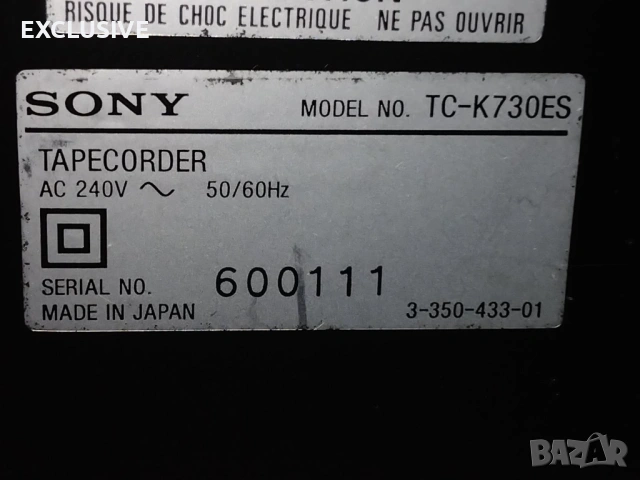 RISQUE DE CHOC ELECTRIQUE NE PAS OUVRIR
EXCLUSIVE
SONY MODEL NO. TC-K730ES
TAPECORDER
AC 240V ~ 50/60Hz
SERIAL NO. 600111
MADE IN JAPAN 3-350-433-01
BAZAR